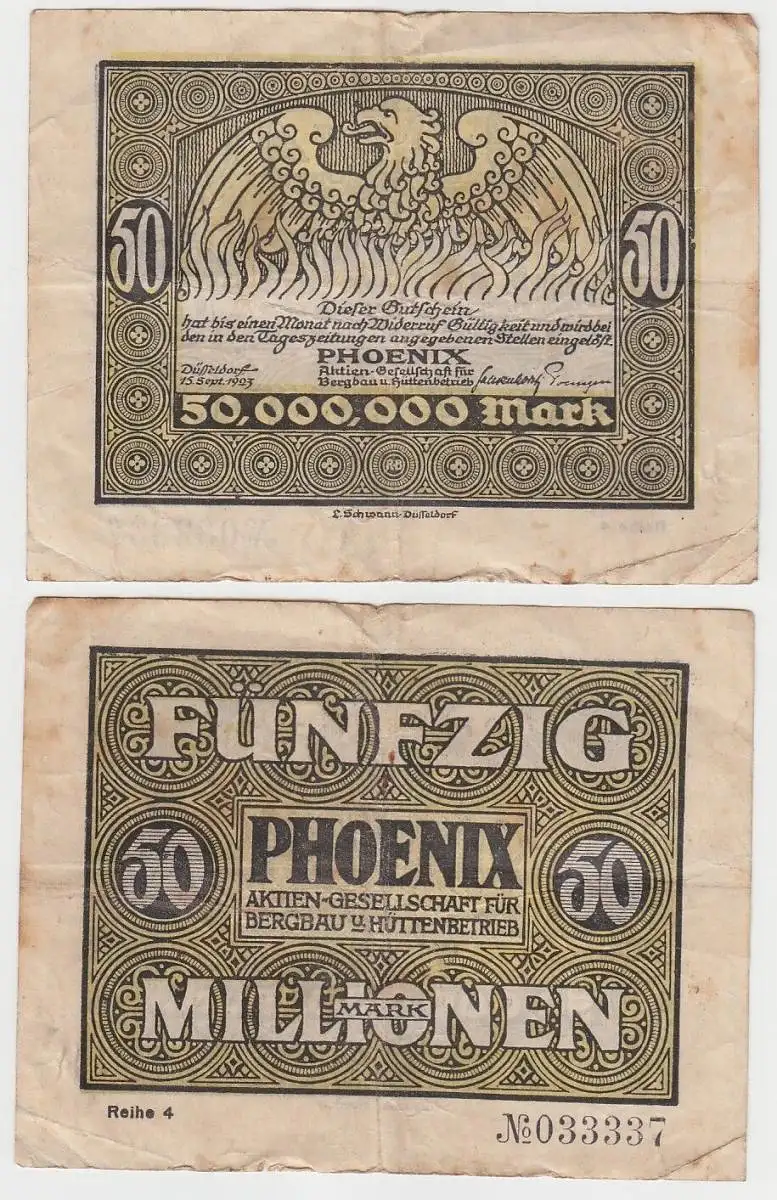 50
50
Dieser Gutschein
hat bis einen Monat nach Widerruf Gültigkeit und wird bei
den in den Tageszeitungen angegebenen Stellen eingelöst.
PHOENIX
Düsseldorf Aktien-Gesellschaft für
15. Sept. 1923 Bergbau u. Hüttenbetrieb
50,000,000 Mark
L. Schwann-Düsseldorf
FÜNFZIG
50 PHOENIX 50
AKTIEN-GESELLSCHAFT FÜR
BERGBAU U. HÜTTENBETRIEB
MILLIONEN
MARK
Reihe 4
№033337